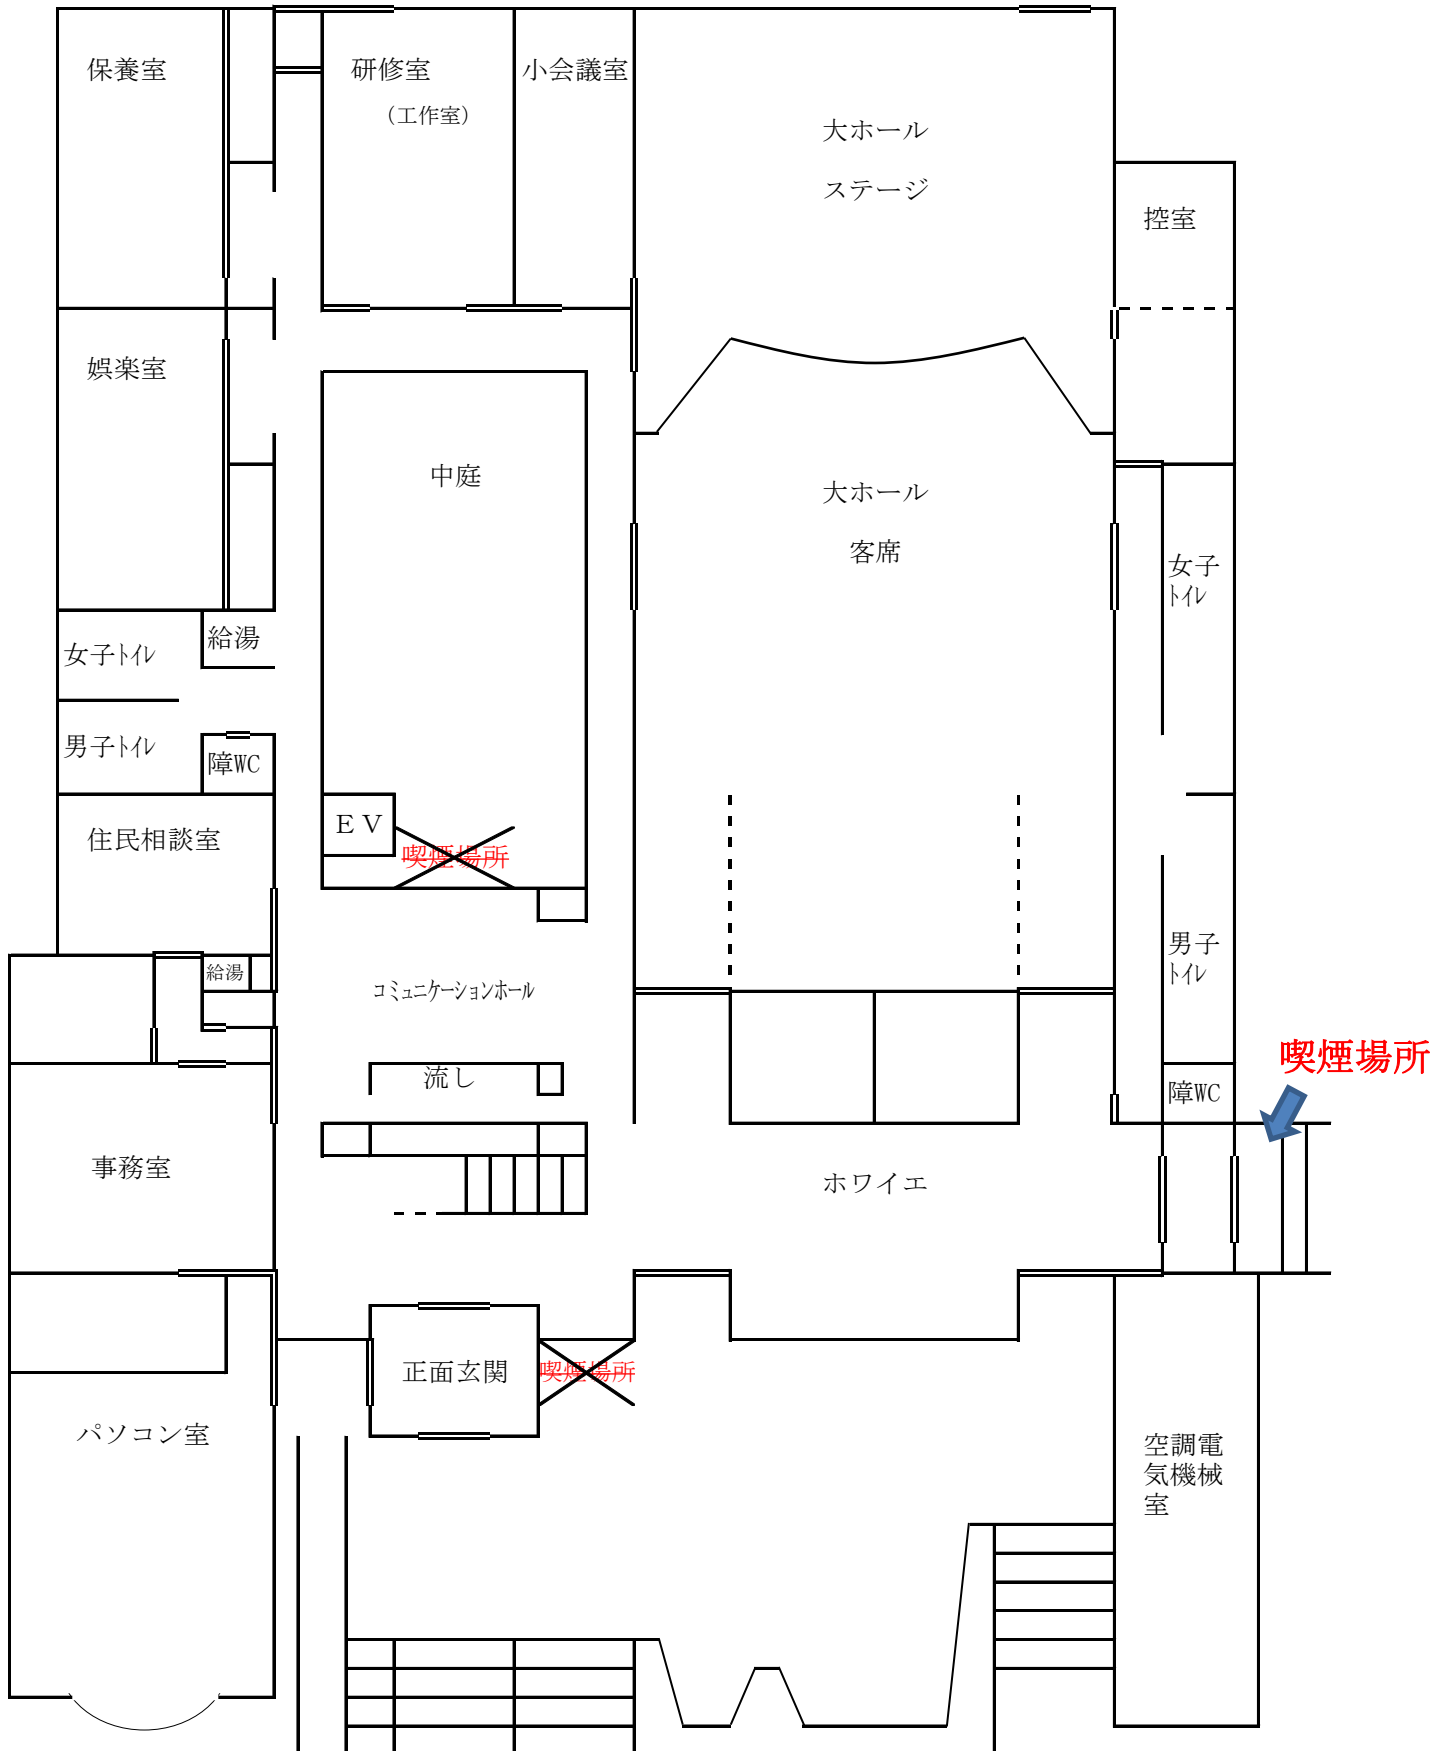 保養室
研修室
（工作室）
小会議室
大ホール
ステージ
控室
娯楽室
中庭
大ホール
客席
女子
ﾄｲﾚ
給湯
女子ﾄｲﾚ
男子ﾄｲﾚ
障WC
住民相談室
ＥＶ
喫煙場所
男子
ﾄｲﾚ
給湯
ｺﾐｭﾆｹｰｼｮﾝﾎｰﾙ
流し
喫煙場所
障WC
事務室
ホワイエ
正面玄関
喫煙場所
パソコン室
空調電
気機械
室